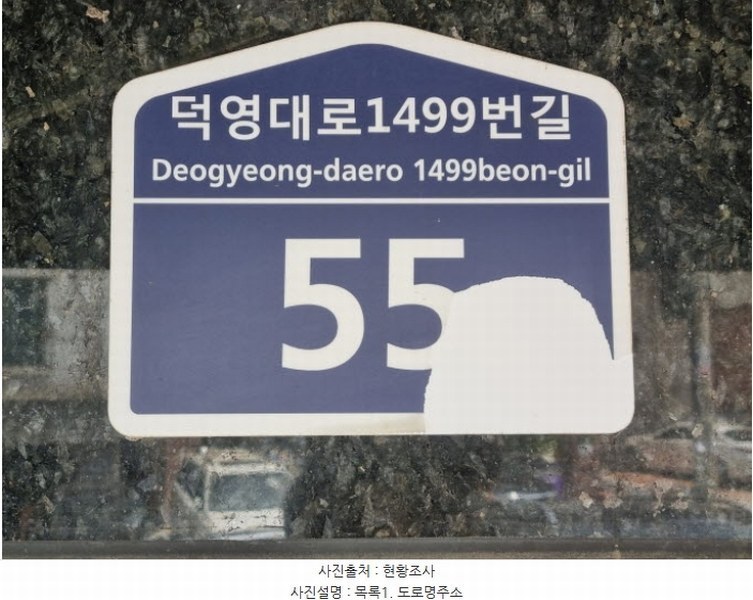 덕영대로1499번길
Deogyeong-daero 1499beon-gil
55
사진출처 : 현황조사
사진설명 : 목록1. 도로명주소